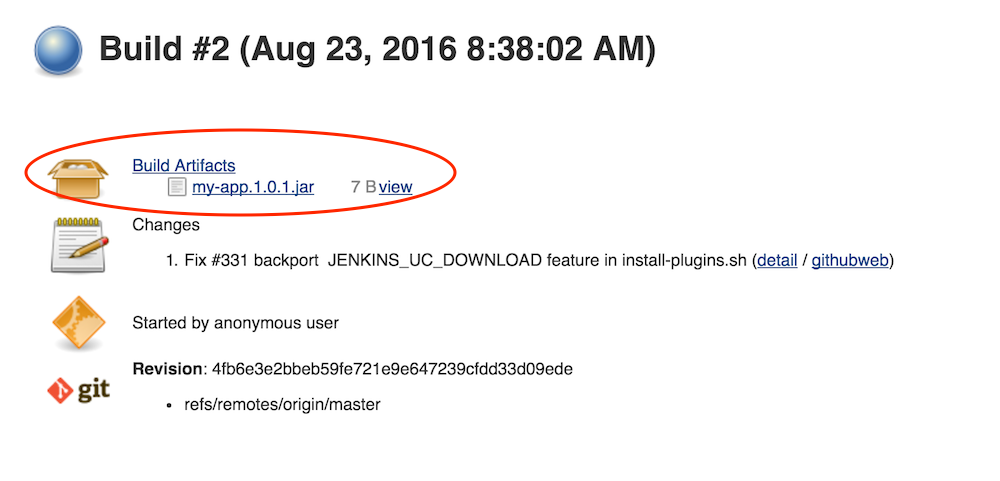 Build #2 (Aug 23, 2016 8:38:02 AM)
Build Artifacts
my-app.1.0.1.jar 7 B view
Changes
1. Fix #331 backport JENKINS_UC_DOWNLOAD feature in install-plugins.sh (detail / githubweb)
Started by anonymous user
Revision: 4fb6e3e2bbeb59fe721e9e647239cfdd33d09ede
git
• refs/remotes/origin/master